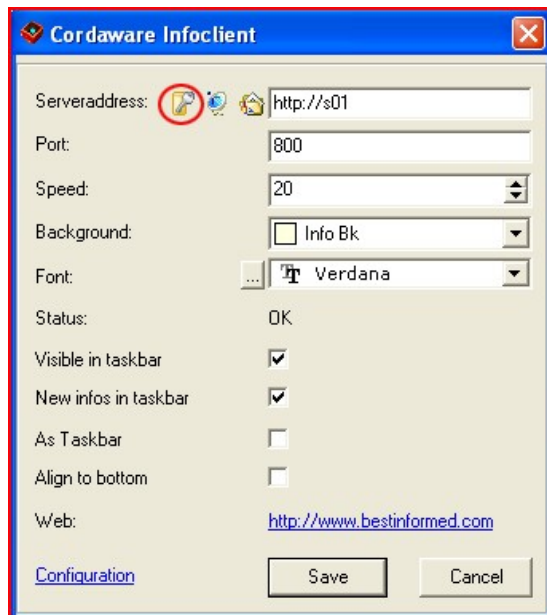 Cordaware Infoclient
Serveraddress: http://s01
Port: 800
Speed: 20
Background: Info Bk
Font: ... Verdana
Status: OK
Visible in taskbar
New infos in taskbar
As Taskbar
Align to bottom
Web: http://www.bestinformed.com
Configuration Save Cancel